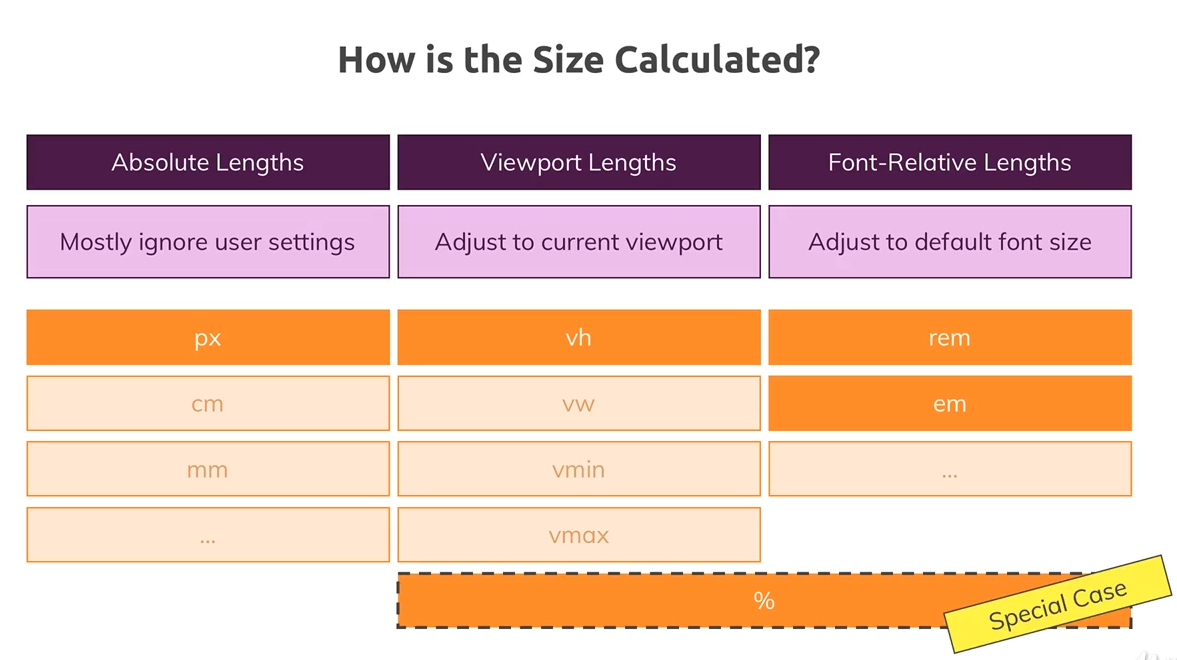 How is the Size Calculated?
Absolute Lengths
Viewport Lengths
Font-Relative Lengths
Mostly ignore user settings
Adjust to current viewport
Adjust to default font size
px
vh
rem
cm
vw
em
mm
vmin
...
...
vmax
%
Special Case